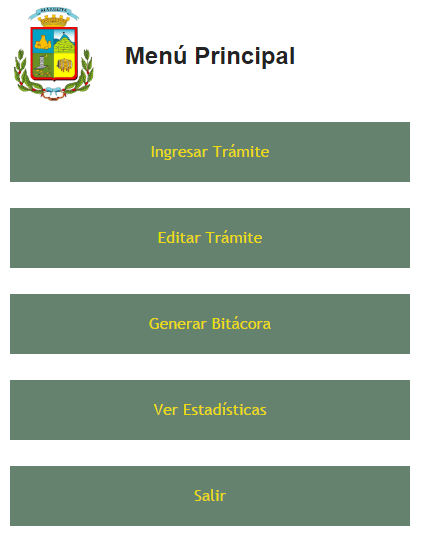 Menú Principal
Ingresar Trámite
Editar Trámite
Generar Bitácora
Ver Estadísticas
Salir